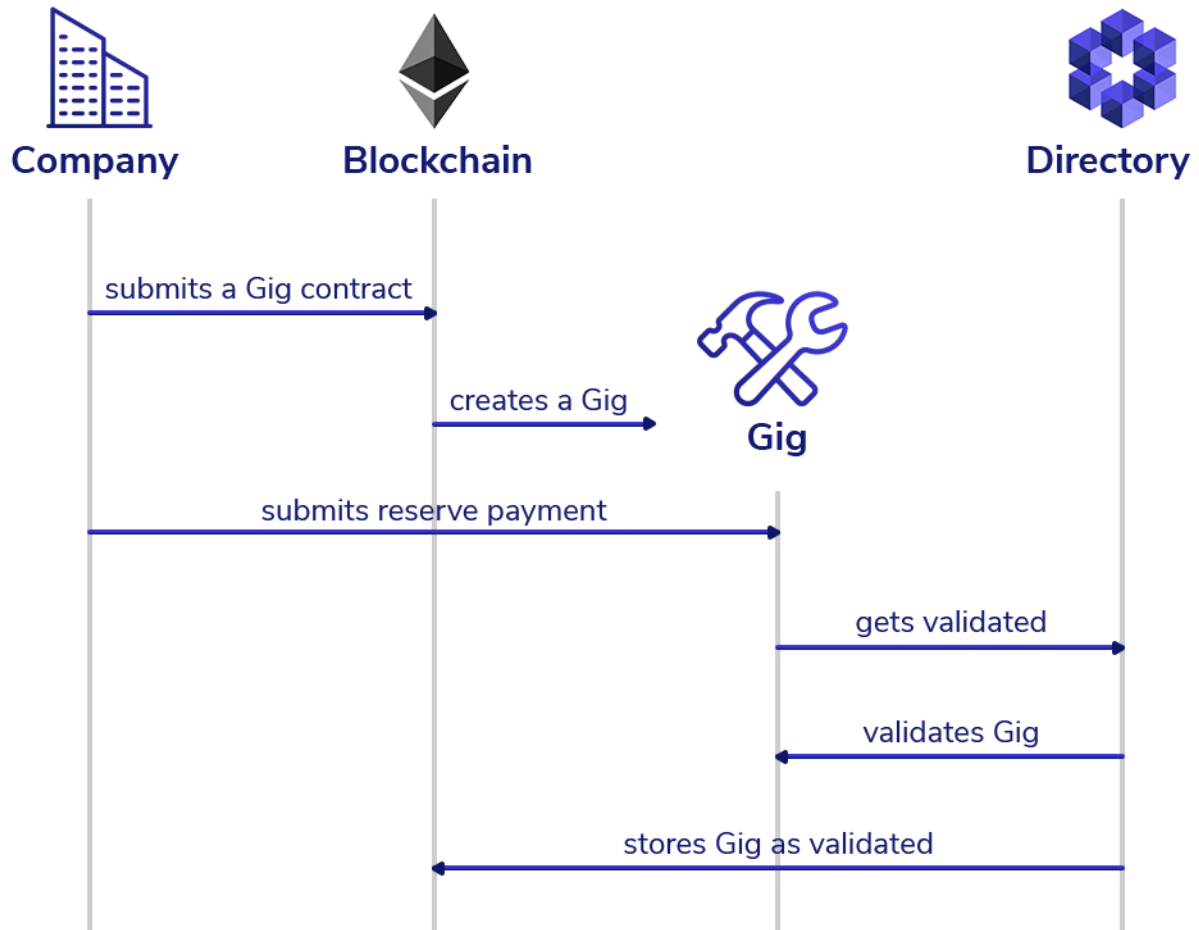 Company
Blockchain
Directory
submits a Gig contract
creates a Gig
Gig
submits reserve payment
gets validated
validates Gig
stores Gig as validated